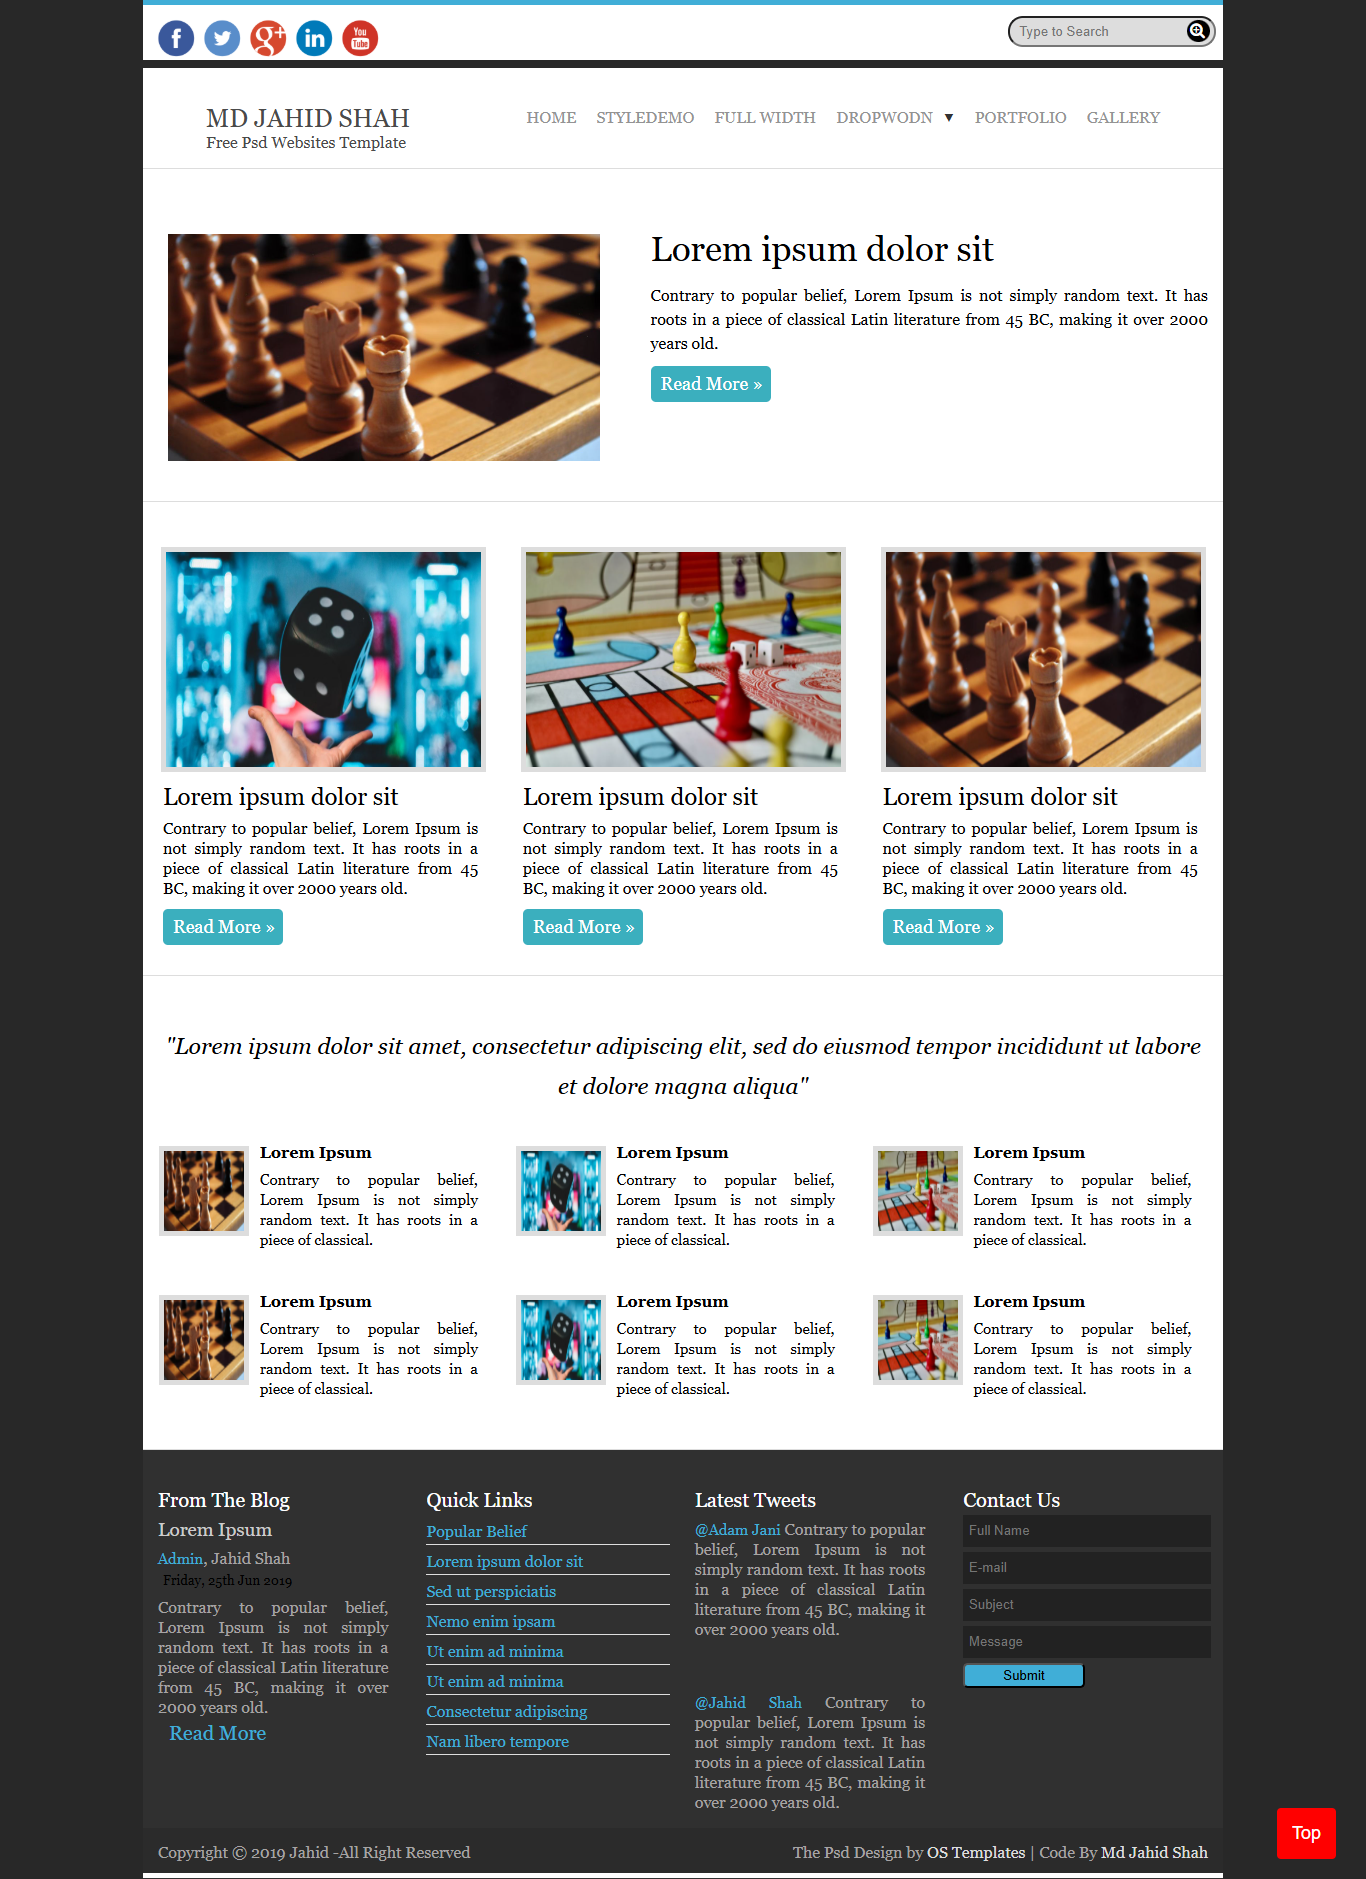 You
Tube
Type to Search
MD JAHID SHAH
Free Psd Websites Template
HOME STYLEDEMO FULL WIDTH DROPWODN ▼ PORTFOLIO GALLERY
Lorem ipsum dolor sit
Contrary to popular belief, Lorem Ipsum is not simply random text. It has
roots in a piece of classical Latin literature from 45 BC, making it over 2000
years old.
Read More »
Lorem ipsum dolor sit
Contrary to popular belief, Lorem Ipsum is
not simply random text. It has roots in a
piece of classical Latin literature from 45
BC, making it over 2000 years old.
Read More »
Lorem ipsum dolor sit
Contrary to popular belief, Lorem Ipsum is
not simply random text. It has roots in a
piece of classical Latin literature from 45
BC, making it over 2000 years old.
Read More »
Lorem ipsum dolor sit
Contrary to popular belief, Lorem Ipsum is
not simply random text. It has roots in a
piece of classical Latin literature from 45
BC, making it over 2000 years old.
Read More »
"Lorem ipsum dolor sit amet, consectetur adipiscing elit, sed do eiusmod tempor incididunt ut labore
et dolore magna aliqua"
Lorem Ipsum
Contrary to popular belief,
Lorem Ipsum is not simply
random text. It has roots in a
piece of classical.
Lorem Ipsum
Contrary to popular belief,
Lorem Ipsum is not simply
random text. It has roots in a
piece of classical.
Lorem Ipsum
Contrary to popular belief,
Lorem Ipsum is not simply
random text. It has roots in a
piece of classical.
Lorem Ipsum
Contrary to popular belief,
Lorem Ipsum is not simply
random text. It has roots in a
piece of classical.
Lorem Ipsum
Contrary to popular belief,
Lorem Ipsum is not simply
random text. It has roots in a
piece of classical.
Lorem Ipsum
Contrary to popular belief,
Lorem Ipsum is not simply
random text. It has roots in a
piece of classical.
From The Blog
Lorem Ipsum
Admin, Jahid Shah
Friday, 25th Jun 2019
Contrary to popular belief,
Lorem Ipsum is not simply
random text. It has roots in a
piece of classical Latin literature
from 45 BC, making it over
2000 years old.
Read More
Quick Links
Popular Belief
Lorem ipsum dolor sit
Sed ut perspiciatis
Nemo enim ipsam
Ut enim ad minima
Ut enim ad minima
Consectetur adipiscing
Nam libero tempore
Latest Tweets
@Adam Jani Contrary to popular
belief, Lorem Ipsum is not
simply random text. It has roots
in a piece of classical Latin
literature from 45 BC, making it
over 2000 years old.
@Jahid Shah Contrary to
popular belief, Lorem Ipsum is
not simply random text. It has
roots in a piece of classical Latin
literature from 45 BC, making it
over 2000 years old.
Contact Us
Full Name
E-mail
Subject
Message
Submit
Top
Copyright © 2019 Jahid -All Right Reserved
The Psd Design by OS Templates | Code By Md Jahid Shah